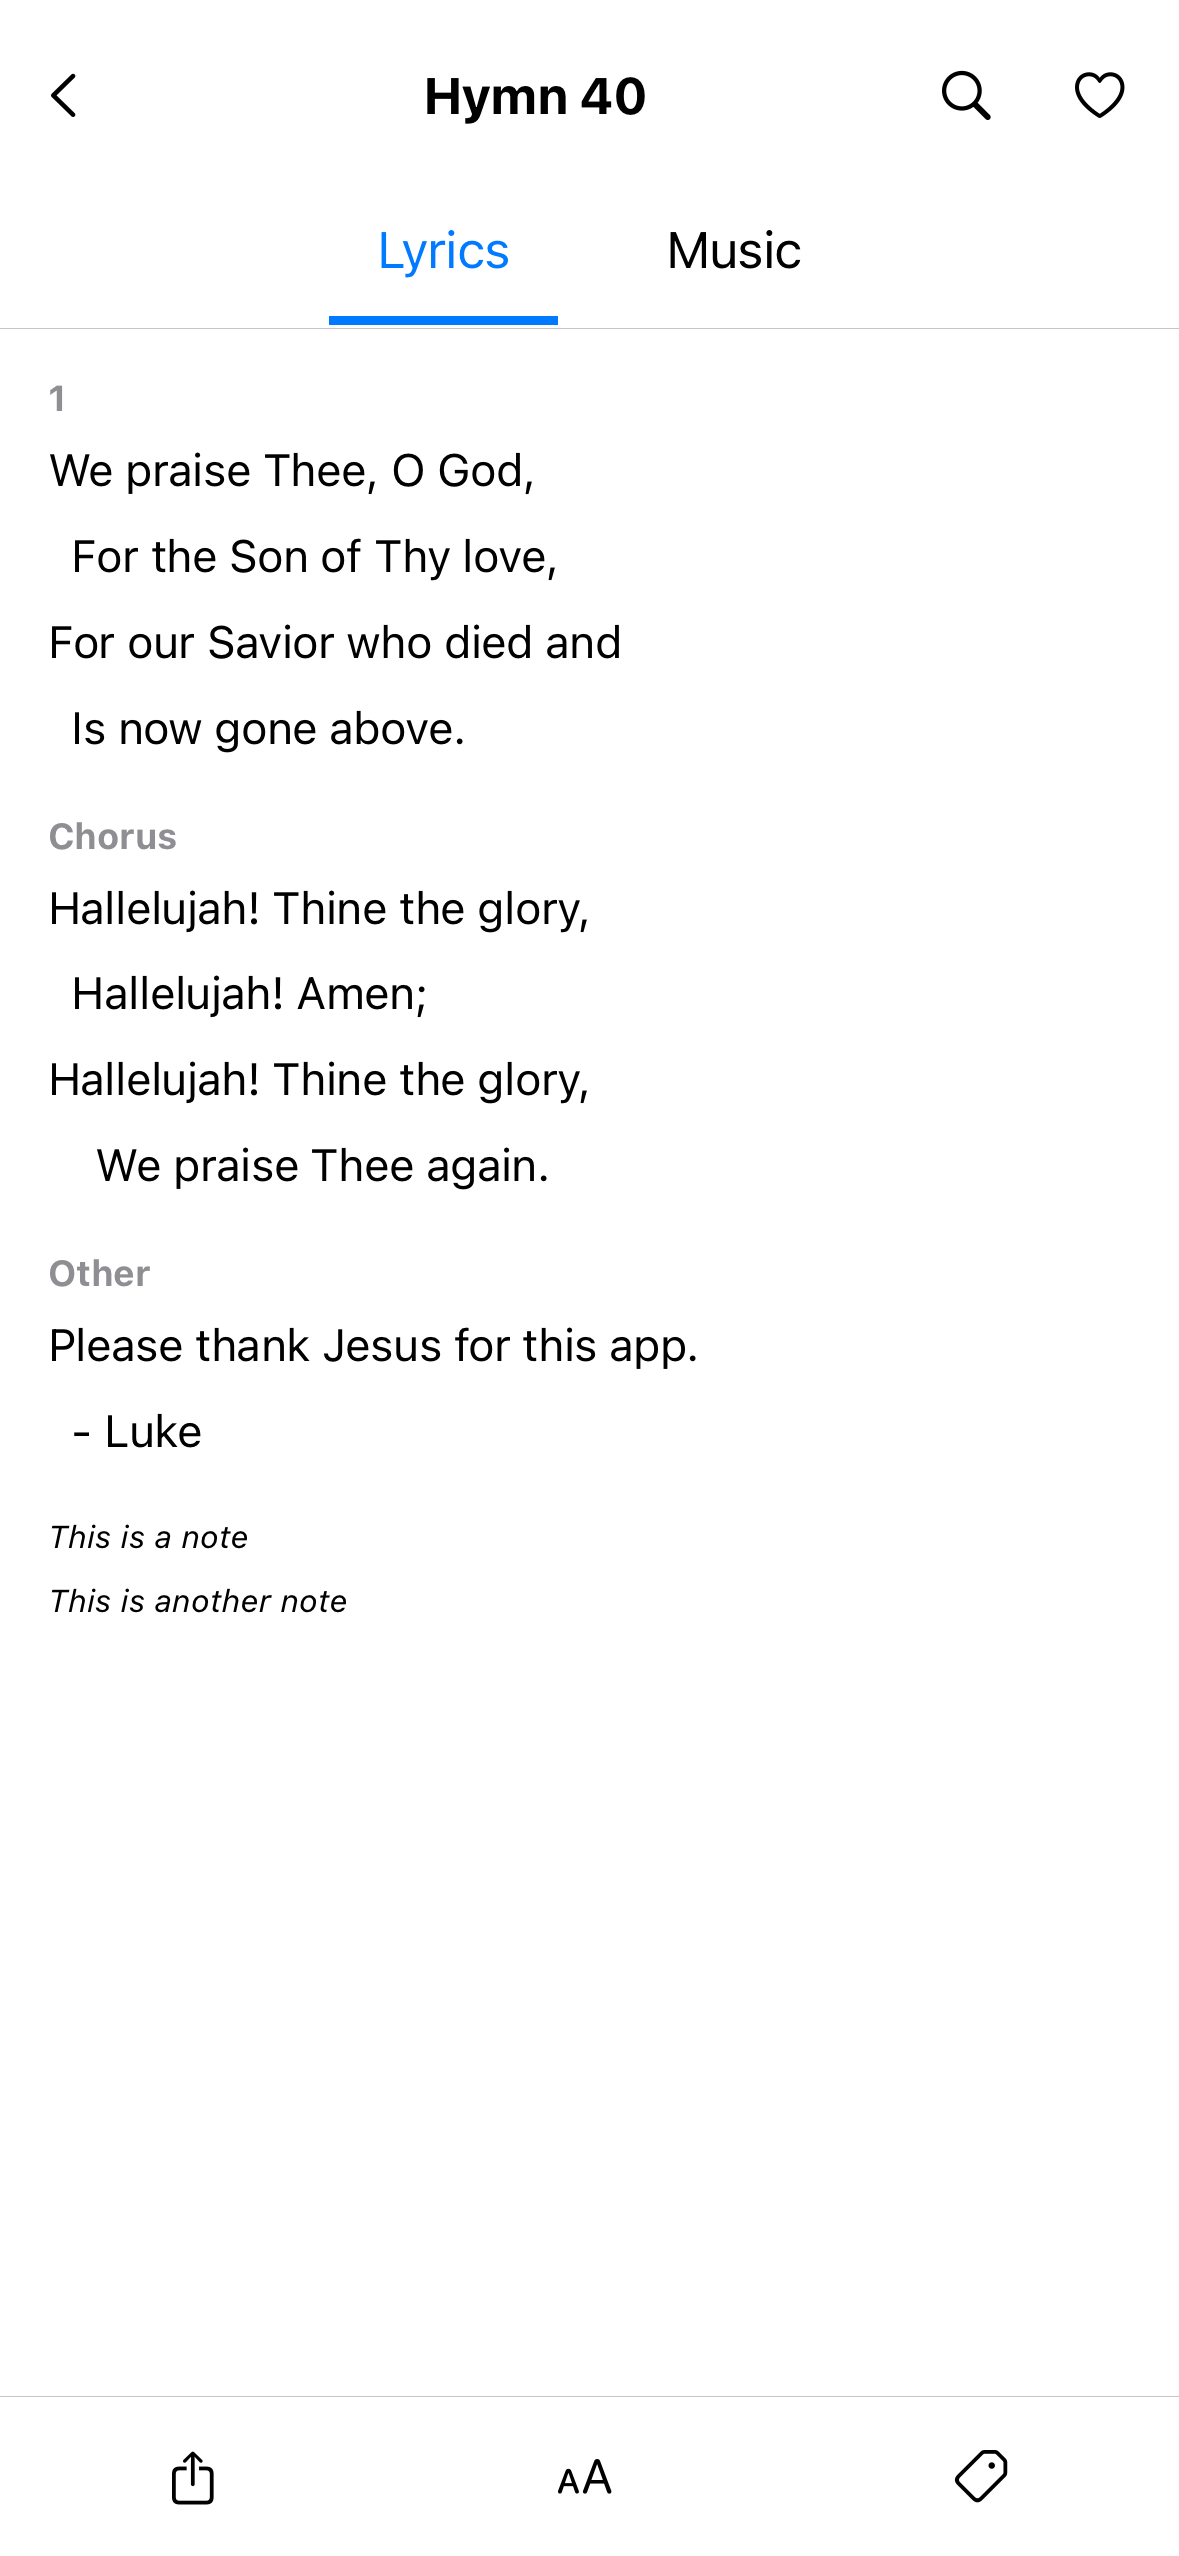 Hymn 40
Lyrics Music
1
We praise Thee, O God,
For the Son of Thy love,
For our Savior who died and
Is now gone above.
Chorus
Hallelujah! Thine the glory,
Hallelujah! Amen;
Hallelujah! Thine the glory,
We praise Thee again.
Other
Please thank Jesus for this app.
- Luke
This is a note
This is another note
AA